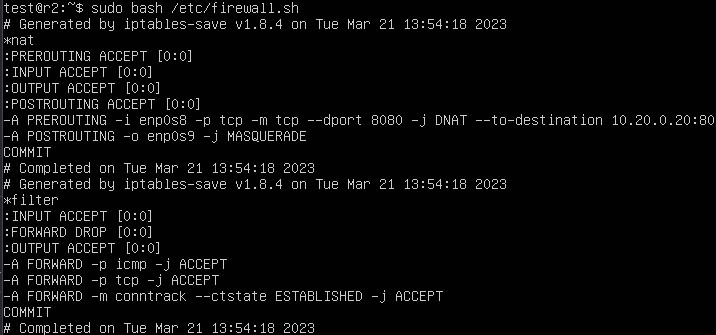 test@r2:~$ sudo bash /etc/firewall.sh
# Generated by iptables-save v1.8.4 on Tue Mar 21 13:54:18 2023
*nat
:PREROUTING ACCEPT [0:0]
:INPUT ACCEPT [0:0]
:OUTPUT ACCEPT [0:0]
:POSTROUTING ACCEPT [0:0]
-A PREROUTING -i enp0s8 -p tcp -m tcp --dport 8080 -j DNAT --to-destination 10.20.0.20:80
-A POSTROUTING -o enp0s9 -j MASQUERADE
COMMIT
# Completed on Tue Mar 21 13:54:18 2023
# Generated by iptables-save v1.8.4 on Tue Mar 21 13:54:18 2023
*filter
:INPUT ACCEPT [0:0]
:FORWARD DROP [0:0]
:OUTPUT ACCEPT [0:0]
-A FORWARD -p icmp -j ACCEPT
-A FORWARD -p tcp -j ACCEPT
-A FORWARD -m conntrack --ctstate ESTABLISHED -j ACCEPT
COMMIT
# Completed on Tue Mar 21 13:54:18 2023